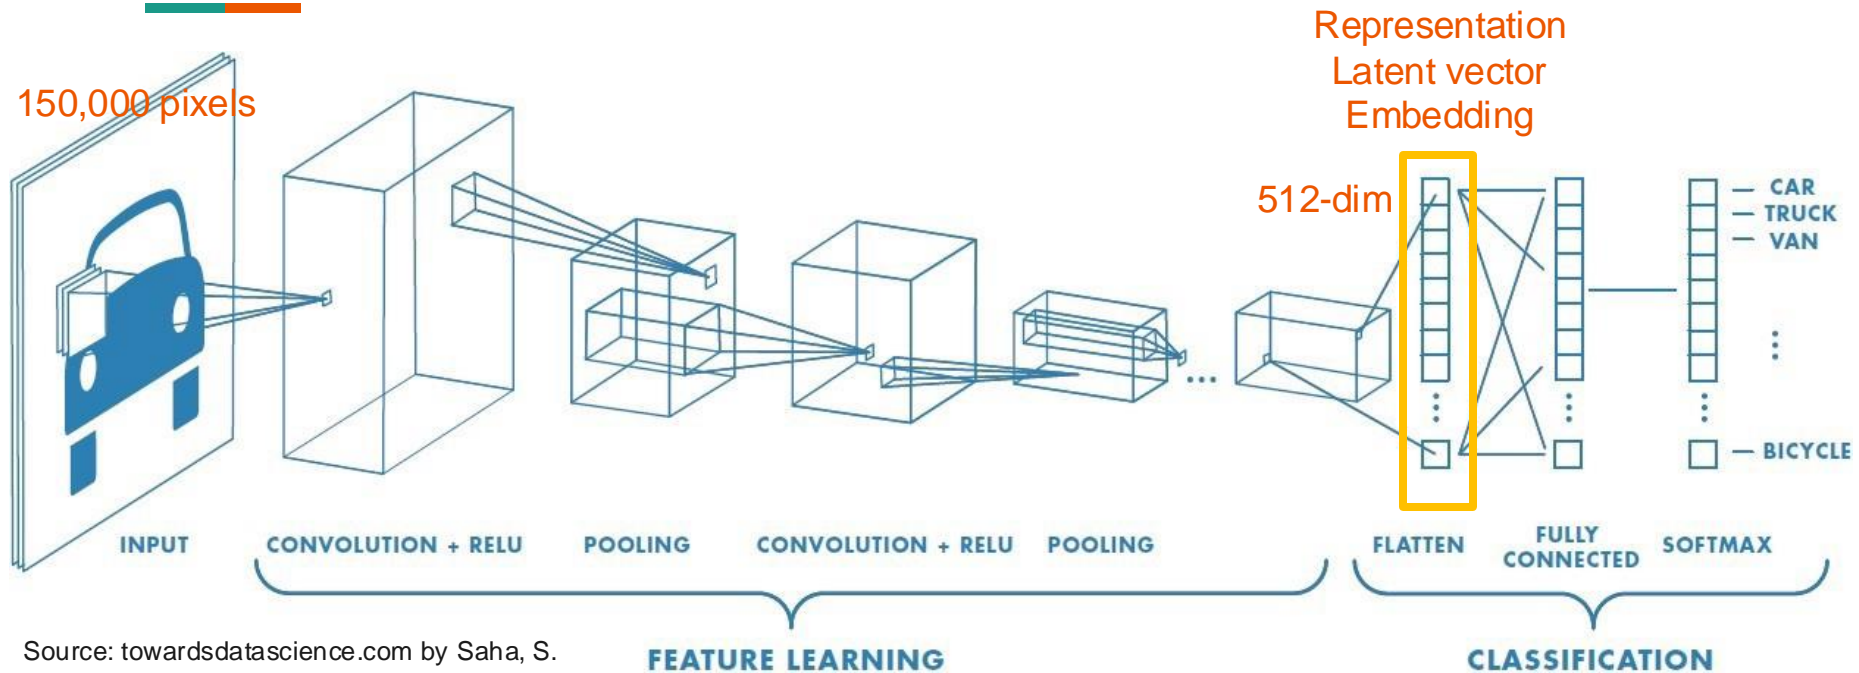 Representation
Latent vector
Embedding
150,000 pixels
512-dim
CAR
TRUCK
VAN
BICYCLE
INPUT
CONVOLUTION + RELU
POOLING
CONVOLUTION + RELU
POOLING
FLATTEN
FULLY
CONNECTED
SOFTMAX
FEATURE LEARNING
CLASSIFICATION
Source: towardsdatascience.com by Saha, S.